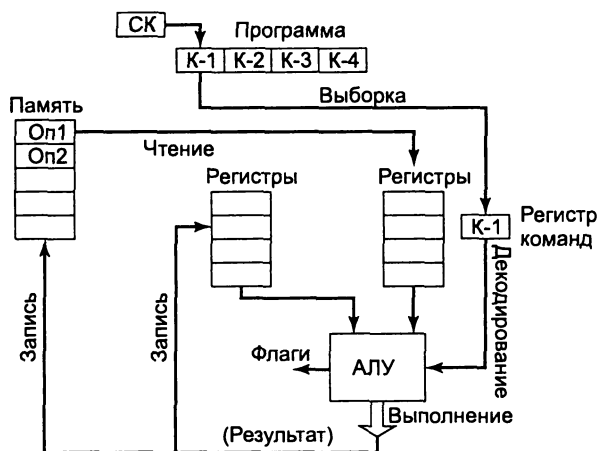 СК
Программа
К-1 К-2 К-3 К-4
Выборка
Память
Оп1
Оп2
Чтение
Регистры
Регистры
К-1
Регистр
команд
Декодирование
Запись
Запись
Флаги
АЛУ
Выполнение
(Результат)